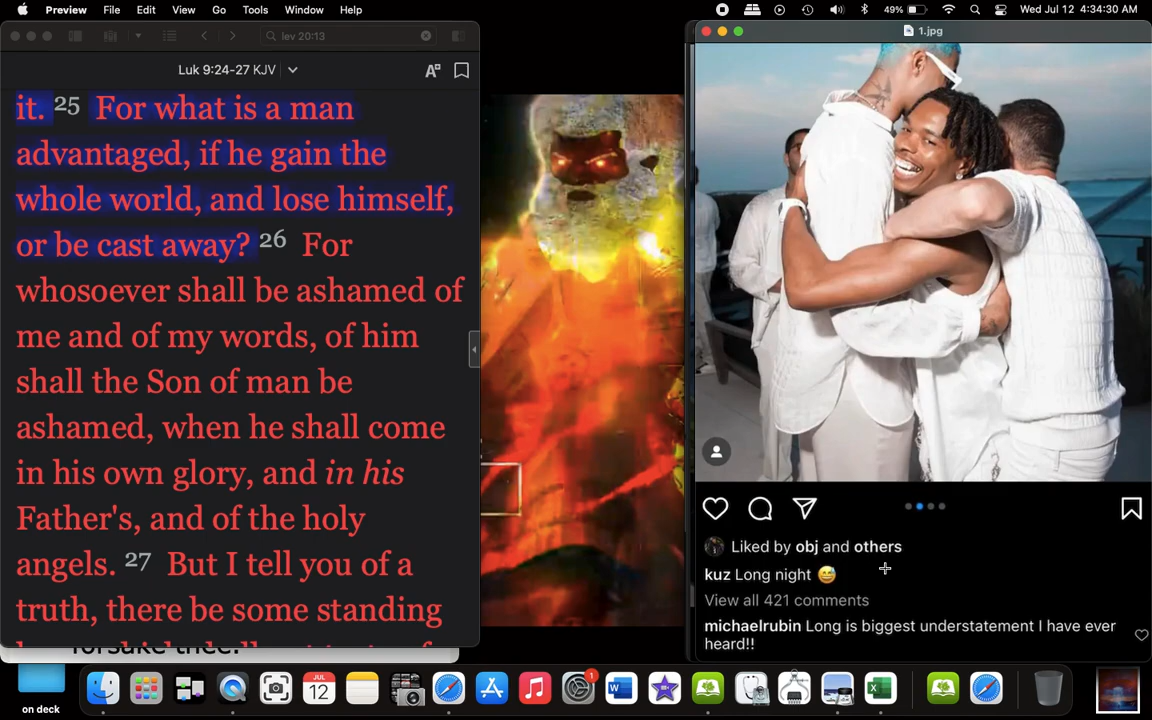 Preview File Edit View Go Tools Window Help
49% Wed Jul 12 4:34:30 AM
lev 20:13
Luk 9:24-27 KJV
it. 25 For what is a man
advantaged, if he gain the
whole world, and lose himself,
or be cast away? 26 For
whosoever shall be ashamed of
me and of my words, of him
shall the Son of man be
ashamed, when he shall come
in his own glory, and in his
Father's, and of the holy
angels. 27 But I tell you of a
truth, there be some standing
forsake thee.
1.jpg
Liked by obj and others
kuz Long night 😅
View all 421 comments
michaelrubin Long is biggest understatement I have ever
heard!!
on deck
JUL
12
1